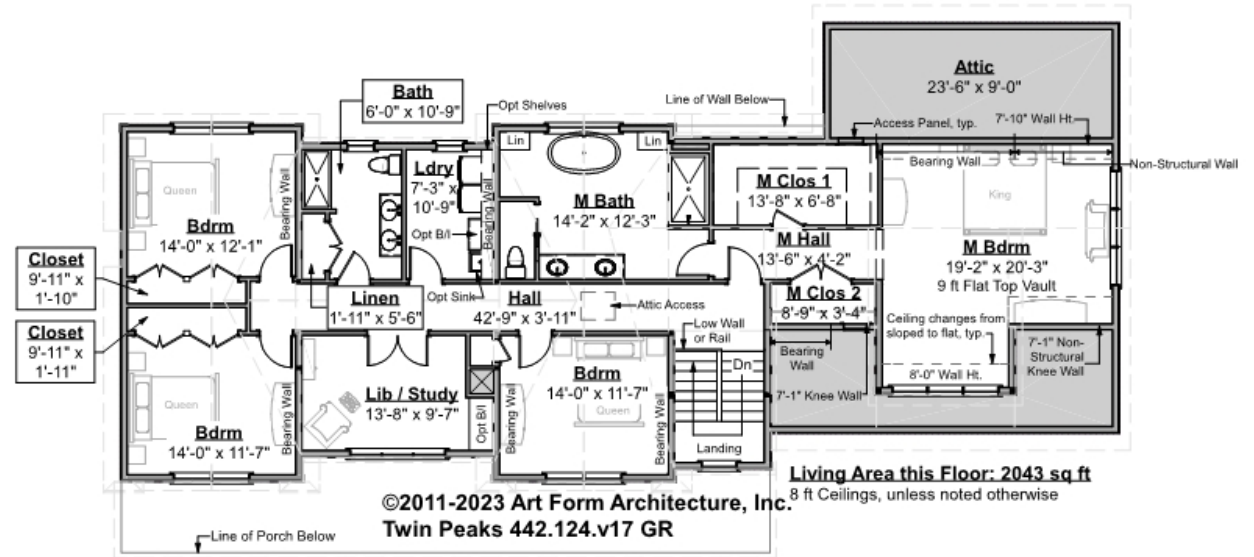 Attic
23'-6" x 9'-0"
Bath
6'-0" x 10'-9"
Opt Shelves
Line of Wall Below
Access Panel, typ.
7'-10" Wall Ht.
Lin
Lin
Bearing Wall
Non-Structural Wall
Queen
Bearing Wall
Ldry
7'-3" x
10'-9"
Bearing Wall
M Clos 1
13'-8" x 6'-8"
King
M Bath
14'-2" x 12'-3"
Bdrm
14'-0" x 12'-1"
Opt B/I
M Hall
13'-6" x 4'-2"
M Bdrm
19'-2" x 20'-3"
9 ft Flat Top Vault
Closet
9'-11" x
1'-10"
Linen
1'-11" x 5'-6"
Opt Sink
Hall
42'-9" x 3'-11"
Attic Access
M Clos 2
8'-9" x 3'-4"
Ceiling changes from
sloped to flat, typ.
Closet
9'-11" x
1'-11"
Low Wall
or Rail
Bearing
Wall
7'-1" Non-
Structural
Knee Wall
Dn
8'-0" Wall Ht.
7'-1" Knee Wall
Queen
Bdrm
14'-0" x 11'-7"
Bearing Wall
Lib / Study
13'-8" x 9'-7"
Opt B/I
Bearing Wall
Bdrm
14'-0" x 11'-7"
Queen
Bearing Wall
Landing
Living Area this Floor: 2043 sq ft
8 ft Ceilings, unless noted otherwise
©2011-2023 Art Form Architecture, Inc.
Twin Peaks 442.124.v17 GR
Line of Porch Below